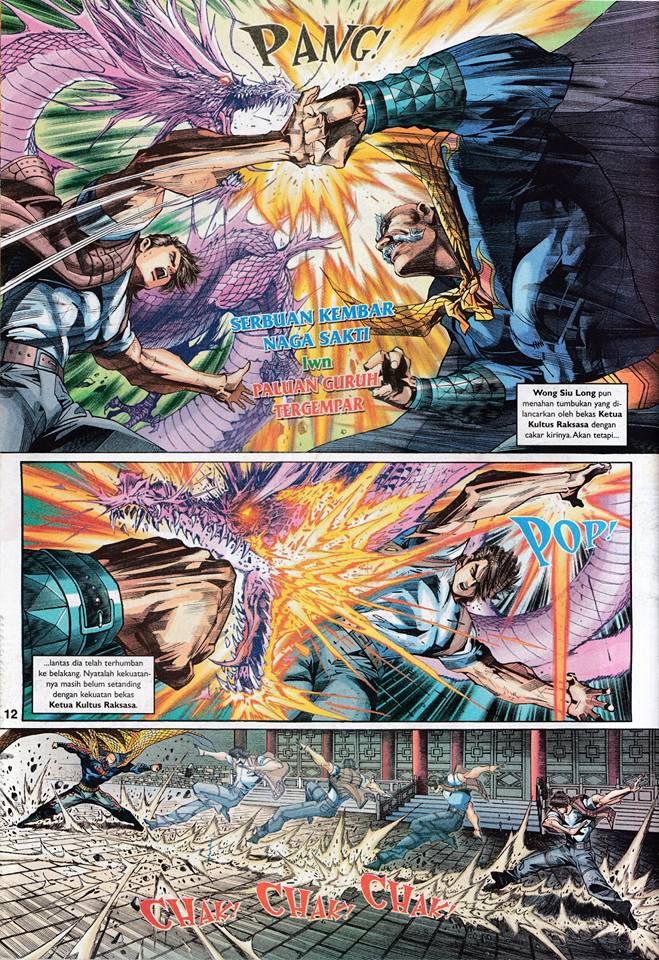 PANG!
SERBUAN KEMBAR
NAGA SAKTI
lwn
PALUAN GURUH
TERGEMPAR
Wong Siu Long pun
menahan tumbukan yang di-
lancarkan oleh bekas Ketua
Kultus Raksasa dengan
cakar kirinya. Akan tetapi...
POP!
...lantas dia telah terhumban
ke belakang. Nyatalah kekuatan-
nya masih belum setanding
dengan kekuatan bekas
Ketua Kultus Raksasa.
12
CHAK! CHAK! CHAK!